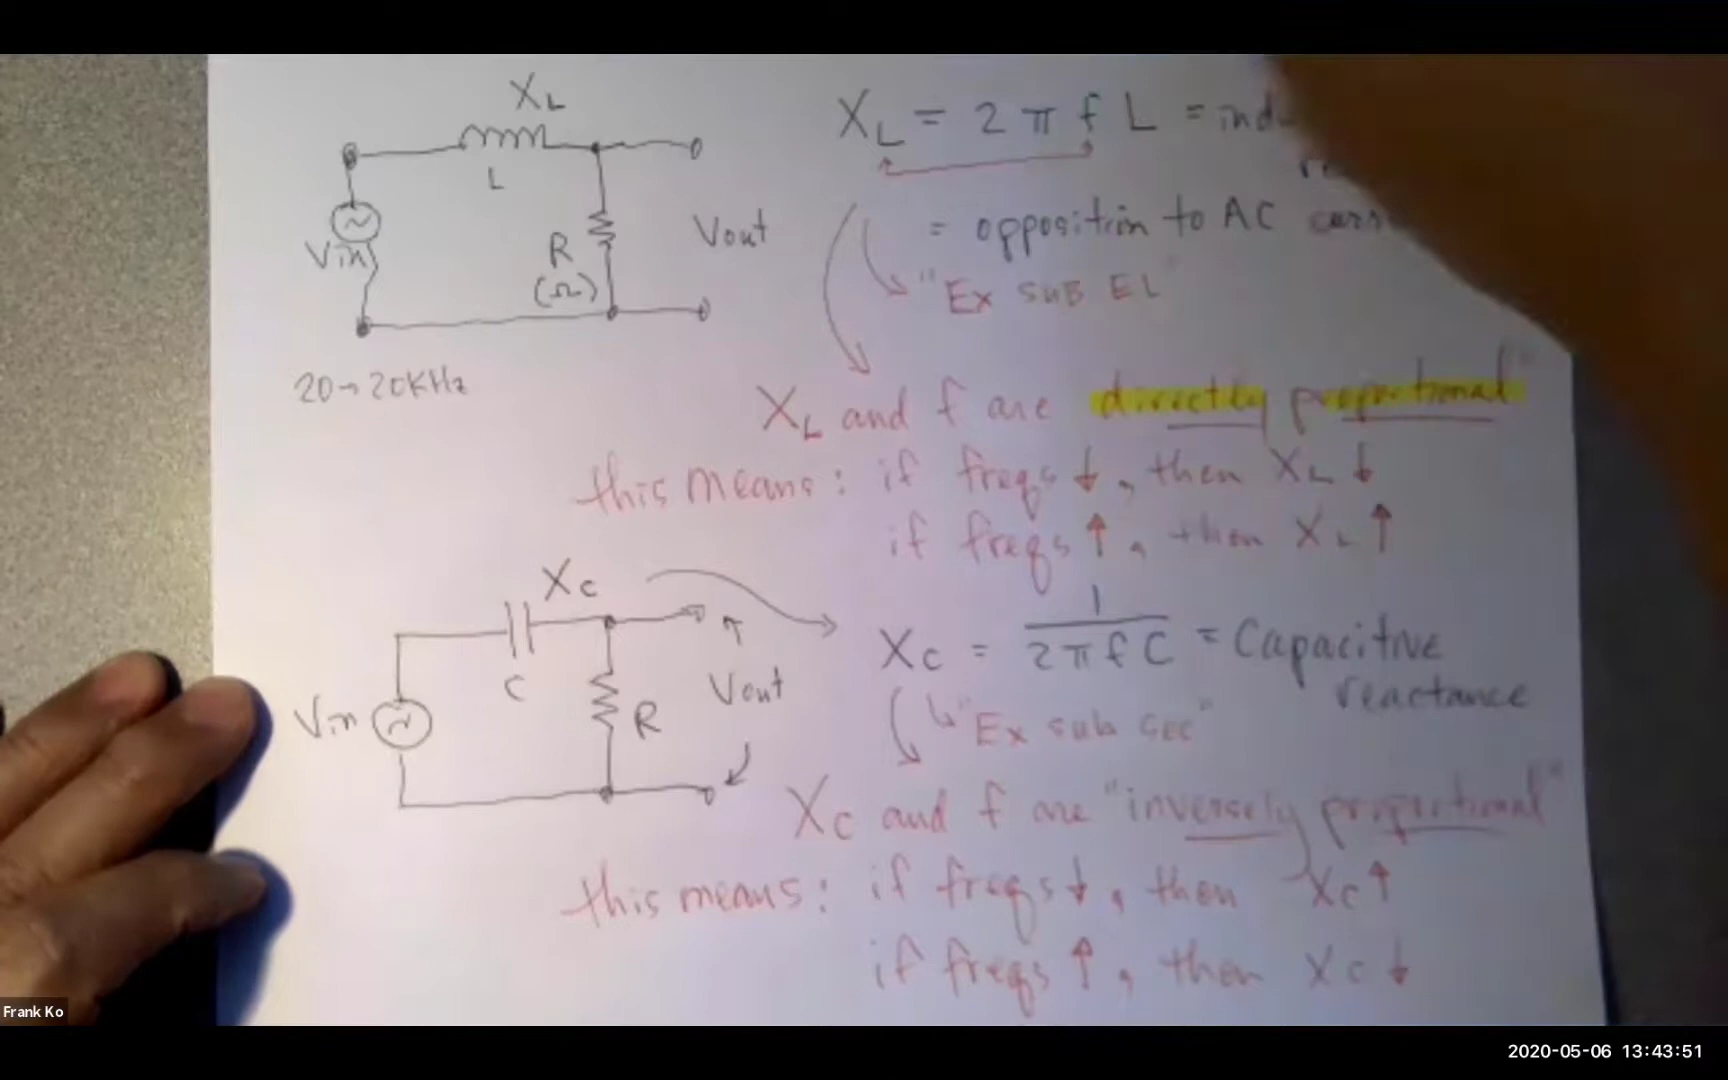 XL
L
Vin
R
(Ω)
Vout
20→20KHz
XL = 2πfL = ind
= opposition to AC curr
"Ex sub EL"
XL and f are directly proportional"
this means: if freqs ↓, then XL ↓
if freqs ↑, then XL ↑
Xc
C
Vin
R
Vout
Xc = 1/2πfC = Capacitive
reactance
"Ex sub sec"
Xc and f are "inversely proportional"
this means: if freqs ↓, then Xc ↑
if freqs ↑, then Xc ↓
Frank Ko
2020-05-06 13:43:51